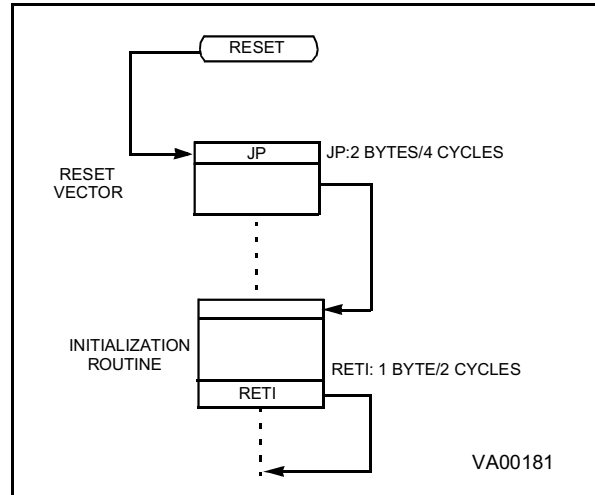 RESET
JP
JP:2 BYTES/4 CYCLES
RESET
VECTOR
INITIALIZATION
ROUTINE
RETI: 1 BYTE/2 CYCLES
RETI
VA00181